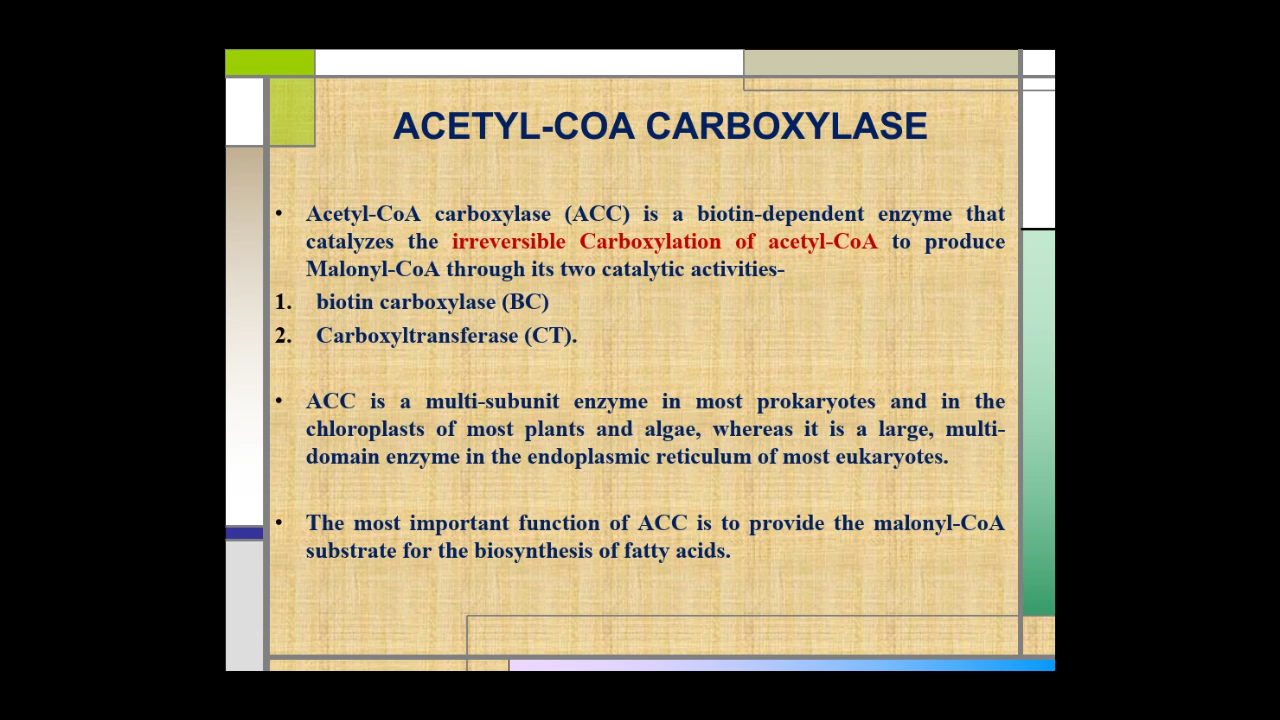 ACETYL-COA CARBOXYLASE
• Acetyl-CoA carboxylase (ACC) is a biotin-dependent enzyme that
catalyzes the irreversible Carboxylation of acetyl-CoA to produce
Malonyl-CoA through its two catalytic activities-
1. biotin carboxylase (BC)
2. Carboxyltransferase (CT).
• ACC is a multi-subunit enzyme in most prokaryotes and in the
chloroplasts of most plants and algae, whereas it is a large, multi-
domain enzyme in the endoplasmic reticulum of most eukaryotes.
• The most important function of ACC is to provide the malonyl-CoA
substrate for the biosynthesis of fatty acids.